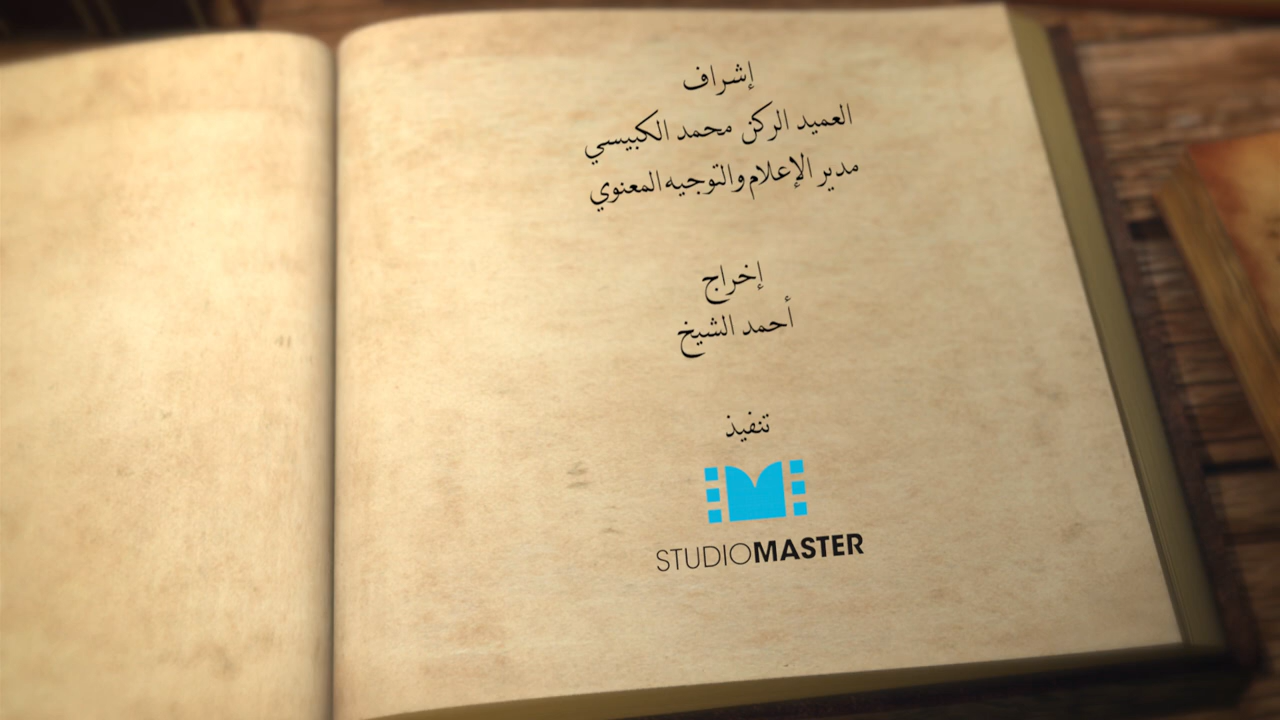 إشراف
العميد الركن محمد الكبيسي
مدير الإعلام والتوجيه المعنوي
إخراج
أحمد الشيخ
تنفيذ
STUDIOMASTER